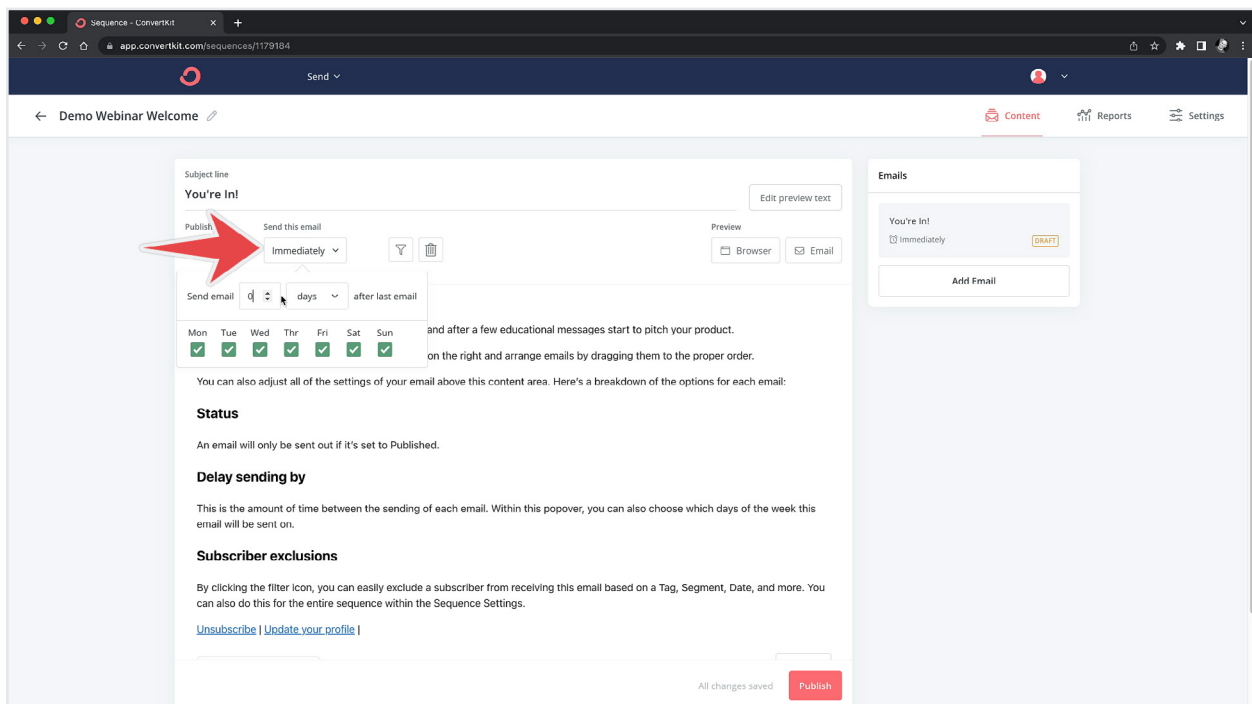 Sequence - ConvertKit
app.convertkit.com/sequences/1179184
Send
Demo Webinar Welcome
Content
Reports
Settings
Subject line
You're In!
Edit preview text
Publish
Send this email
Preview
Immediately
Browser
Email
Send email 0 days after last email
Mon Tue Wed Thr Fri Sat Sun
and after a few educational messages start to pitch your product.
on the right and arrange emails by dragging them to the proper order.
You can also adjust all of the settings of your email above this content area. Here's a breakdown of the options for each email:
Status
An email will only be sent out if it's set to Published.
Delay sending by
This is the amount of time between the sending of each email. Within this popover, you can also choose which days of the week this
email will be sent on.
Subscriber exclusions
By clicking the filter icon, you can easily exclude a subscriber from receiving this email based on a Tag, Segment, Date, and more. You
can also do this for the entire sequence within the Sequence Settings.
Unsubscribe | Update your profile |
All changes saved
Publish
Emails
You're In!
Immediately
DRAFT
Add Email